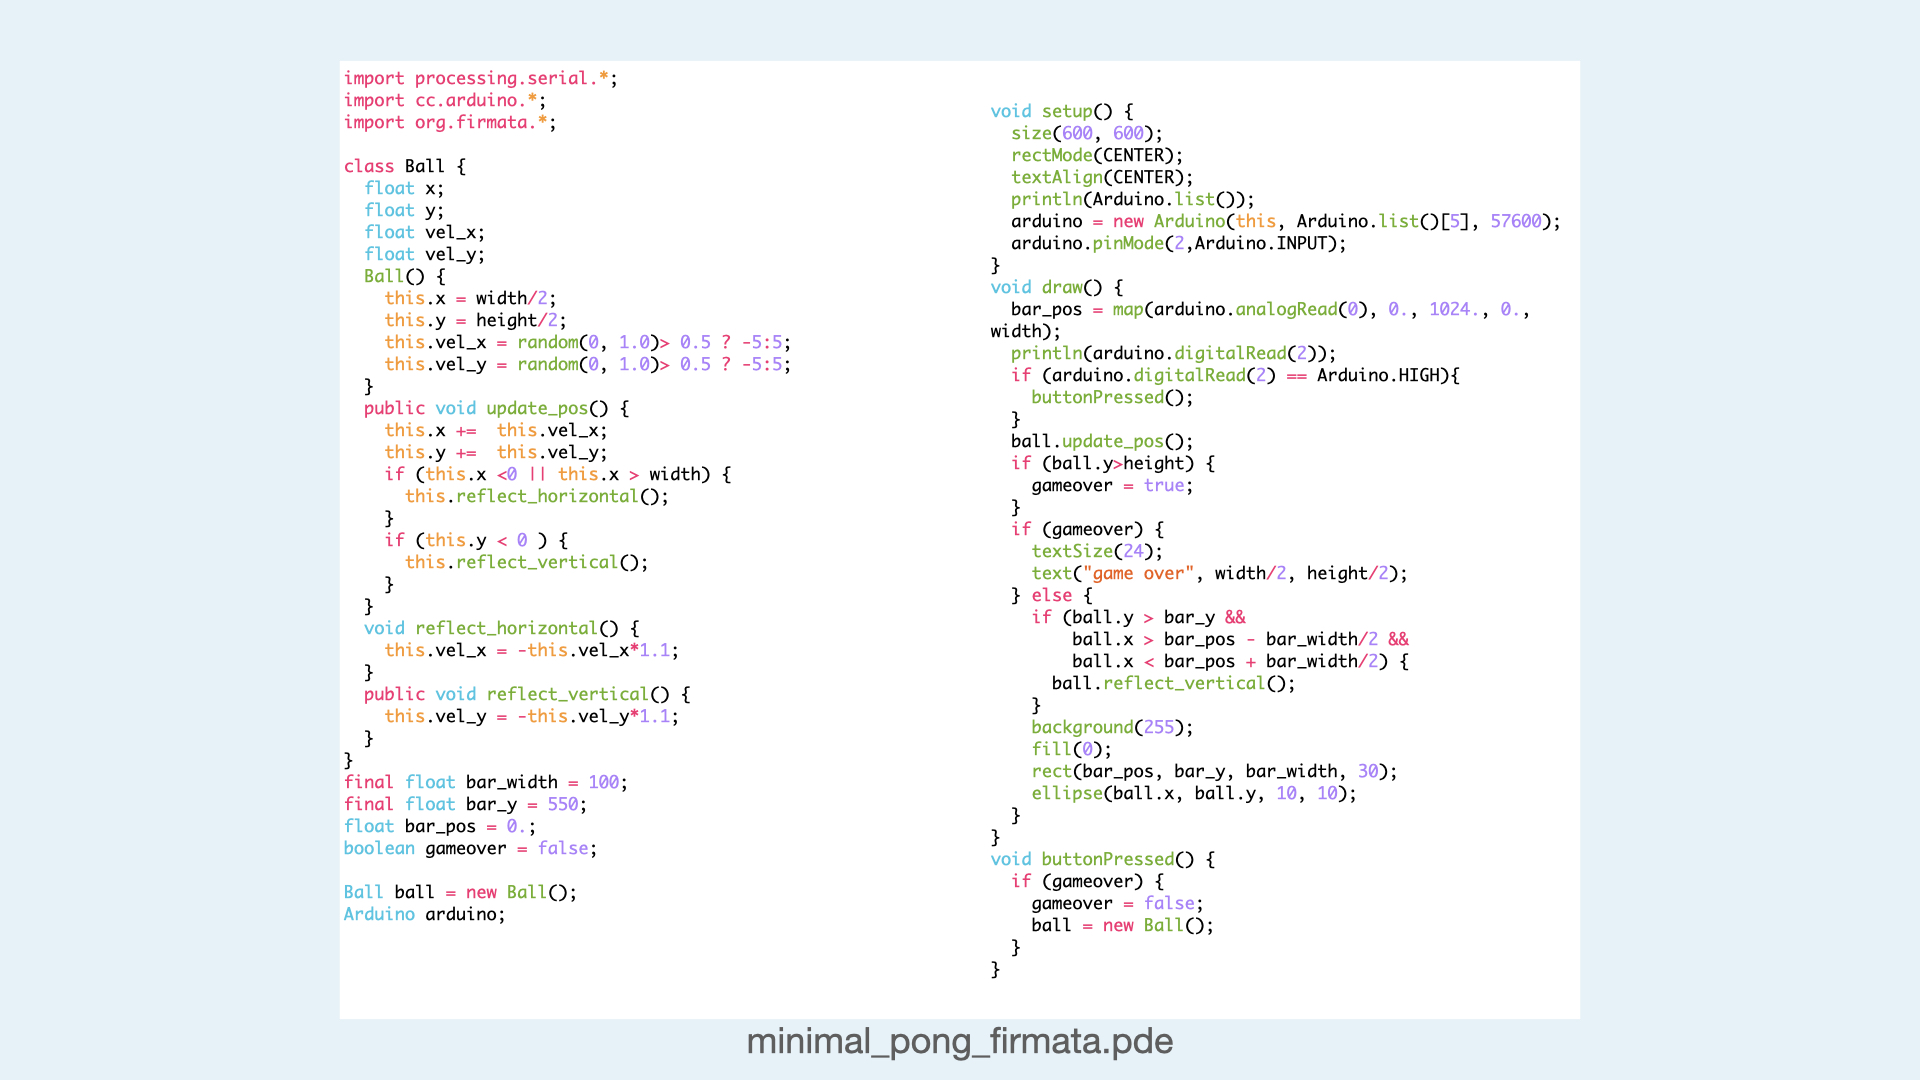 import processing.serial.*;
import cc.arduino.*;
import org.firmata.*;

class Ball {
  float x;
  float y;
  float vel_x;
  float vel_y;
  Ball() {
    this.x = width/2;
    this.y = height/2;
    this.vel_x = random(0, 1.0)> 0.5 ? -5:5;
    this.vel_y = random(0, 1.0)> 0.5 ? -5:5;
  }
  public void update_pos() {
    this.x +=  this.vel_x;
    this.y +=  this.vel_y;
    if (this.x <0 || this.x > width) {
      this.reflect_horizontal();
    }
    if (this.y < 0 ) {
      this.reflect_vertical();
    }
  }
  void reflect_horizontal() {
    this.vel_x = -this.vel_x*1.1;
  }
  public void reflect_vertical() {
    this.vel_y = -this.vel_y*1.1;
  }
}
final float bar_width = 100;
final float bar_y = 550;
float bar_pos = 0.;
boolean gameover = false;

Ball ball = new Ball();
Arduino arduino;

void setup() {
  size(600, 600);
  rectMode(CENTER);
  textAlign(CENTER);
  println(Arduino.list());
  arduino = new Arduino(this, Arduino.list()[5], 57600);
  arduino.pinMode(2,Arduino.INPUT);
}
void draw() {
  bar_pos = map(arduino.analogRead(0), 0., 1024., 0.,
width);
  println(arduino.digitalRead(2));
  if (arduino.digitalRead(2) == Arduino.HIGH){
    buttonPressed();
  }
  ball.update_pos();
  if (ball.y>height) {
    gameover = true;
  }
  if (gameover) {
    textSize(24);
    text("game over", width/2, height/2);
  } else {
    if (ball.y > bar_y &&
        ball.x > bar_pos - bar_width/2 &&
        ball.x < bar_pos + bar_width/2) {
      ball.reflect_vertical();
    }
    background(255);
    fill(0);
    rect(bar_pos, bar_y, bar_width, 30);
    ellipse(ball.x, ball.y, 10, 10);
  }
}
void buttonPressed() {
  if (gameover) {
    gameover = false;
    ball = new Ball();
  }
}
minimal_pong_firmata.pde